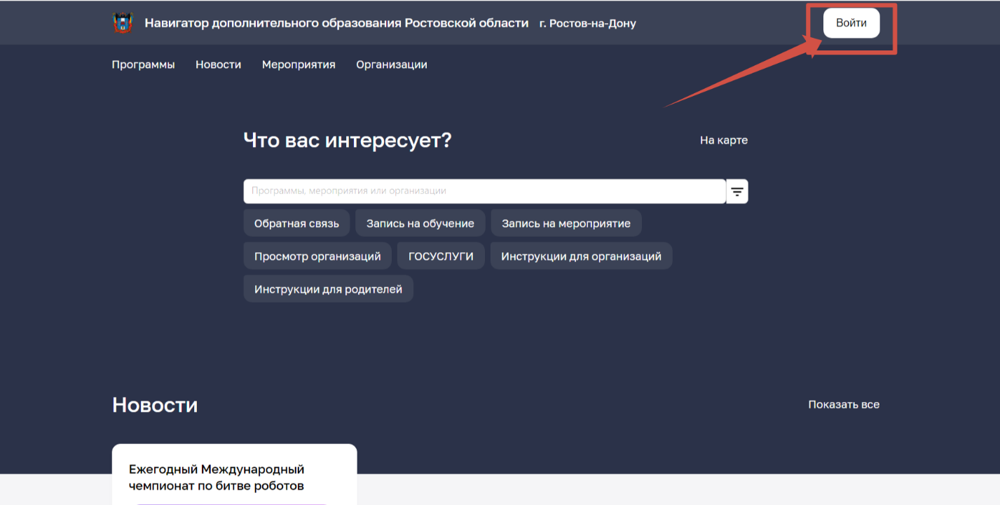 Навигатор дополнительного образования Ростовской области г. Ростов-на-Дону Войти
Программы Новости Мероприятия Организации
Что вас интересует? На карте
Программы, мероприятия или организации
Обратная связь Запись на обучение Запись на мероприятие
Просмотр организаций ГОСУСЛУГИ Инструкции для организаций
Инструкции для родителей
Новости Показать все
Ежегодный Международный
чемпионат по битве роботов